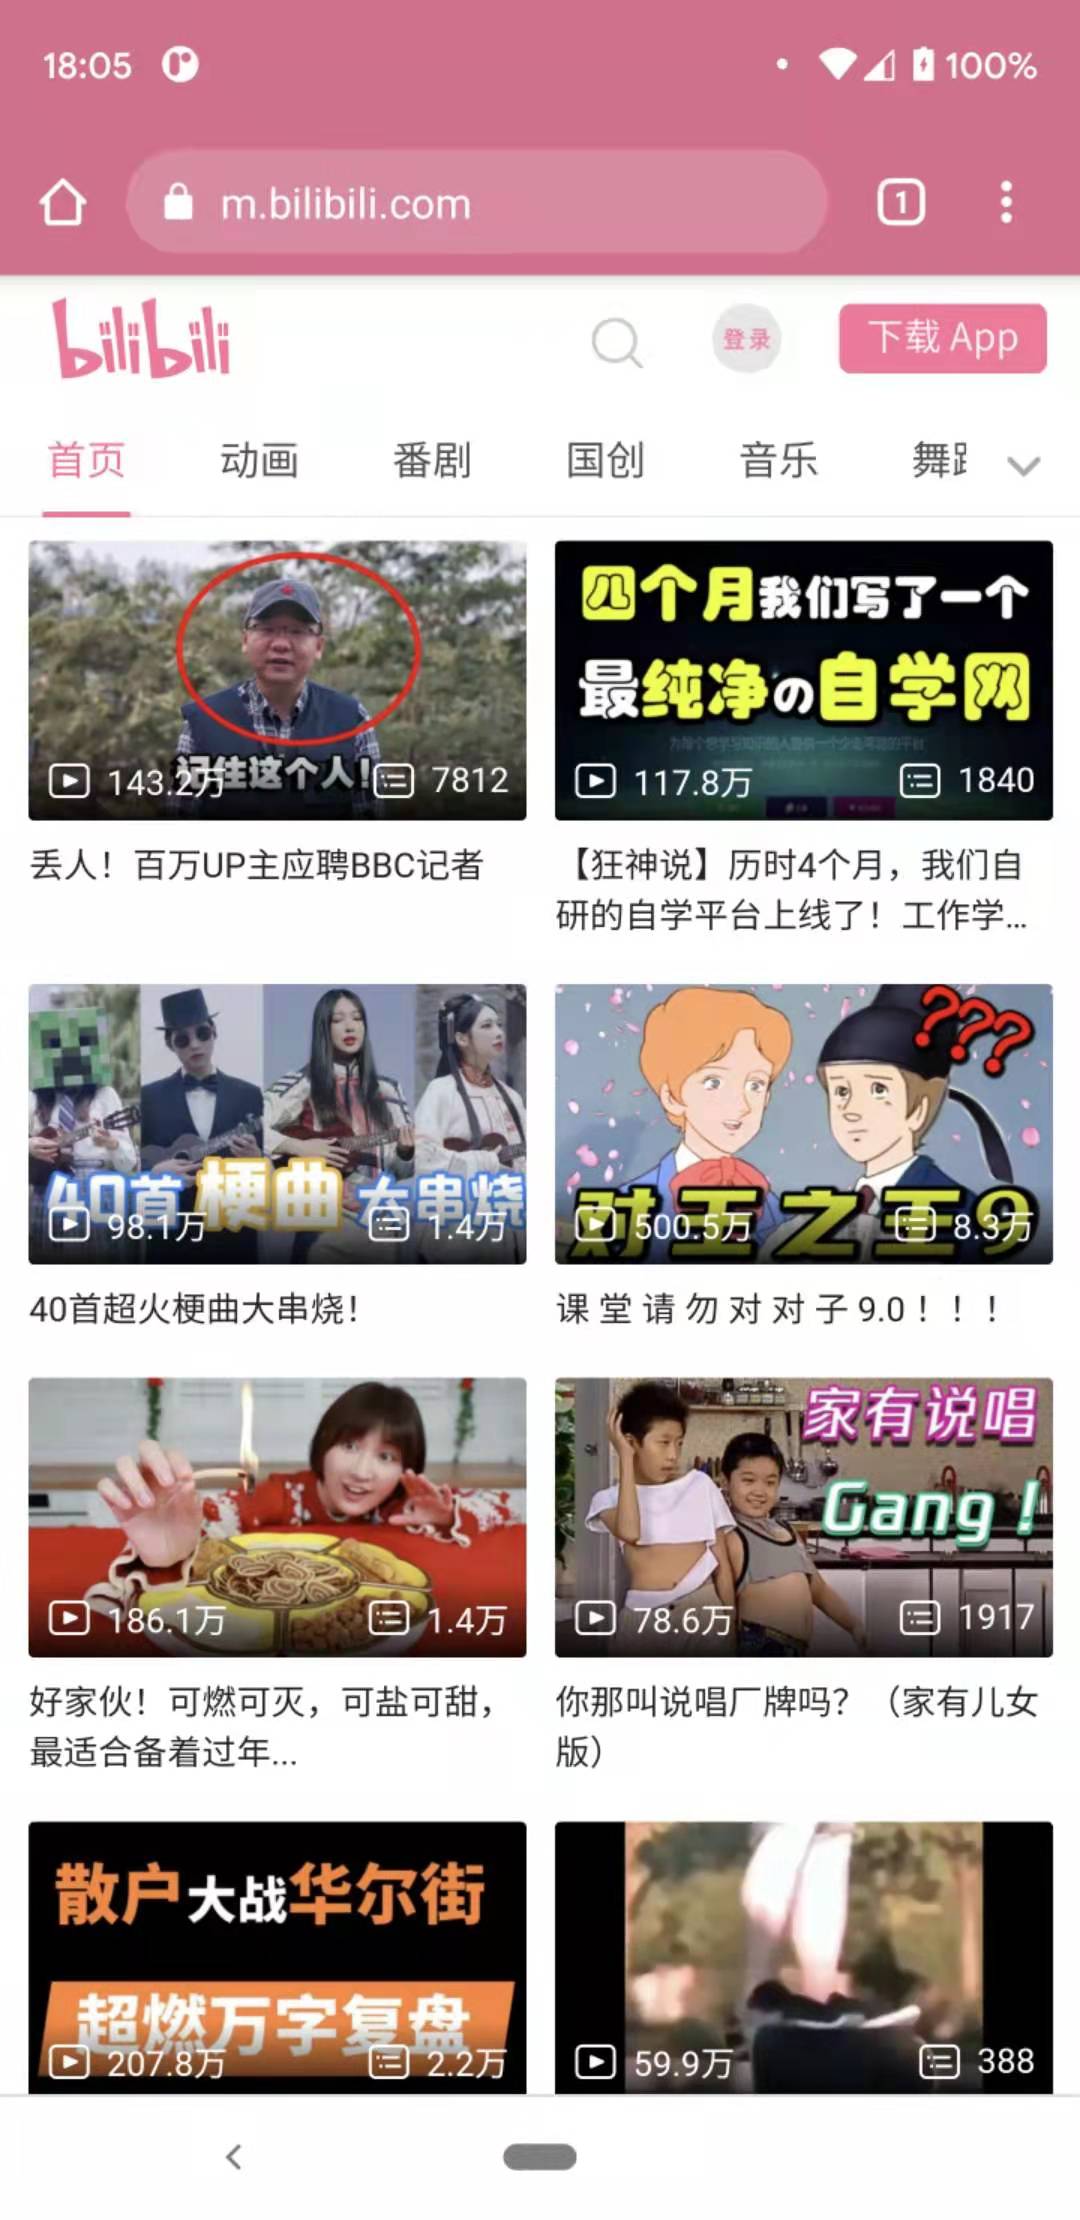 18:05
100%
m.bilibili.com
1
bilibili
登录
下载 App
首页 动画 番剧 国创 音乐 舞
记住这个人!
143.2万 7812
四个月我们写了一个
最纯净の自学网
117.8万 1840
丢人！百万UP主应聘BBC记者
【狂神说】历时4个月，我们自
研的自学平台上线了！工作学...
40首梗曲大串烧
98.1万 1.4万
???
对王之王9
500.5万 8.3万
40首超火梗曲大串烧！
课 堂 请 勿 对 对 子 9.0！！！
186.1万 1.4万
家有说唱
Gang！
78.6万 1917
好家伙！可燃可灭，可盐可甜，
最适合备着过年...
你那叫说唱厂牌吗？（家有儿女
版）
散户大战华尔街
超燃万字复盘
207.8万 2.2万
59.9万 388